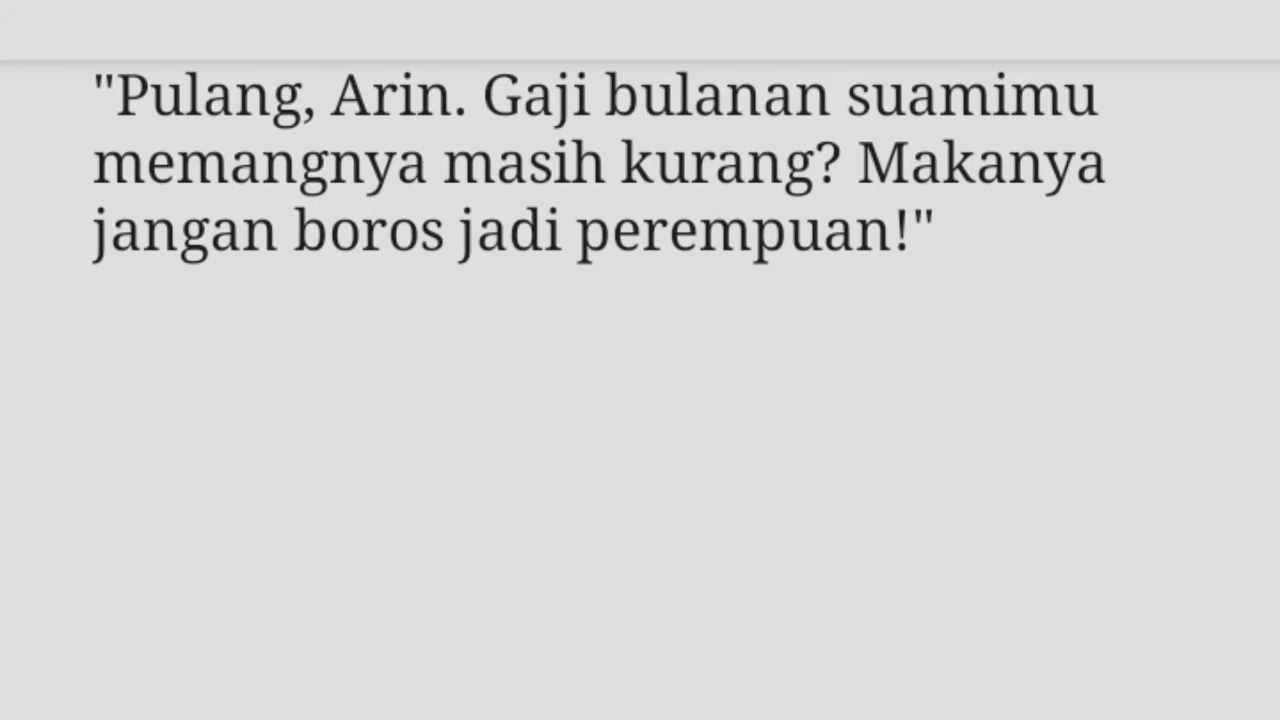 "Pulang, Arin. Gaji bulanan suamimu
memangnya masih kurang? Makanya
jangan boros jadi perempuan!"